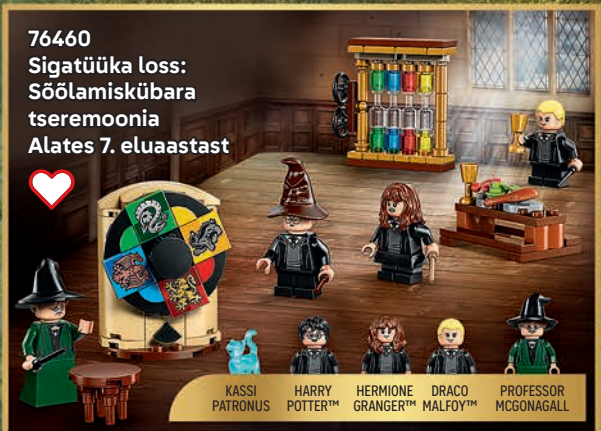 76460
Sigatüüka loss:
Sõõlamiskübara
tseremoonia
Alates 7. eluaastast
KASSI
PATRONUS
HARRY
POTTER™
HERMIONE
GRANGER™
DRACO
MALFOY™
PROFESSOR
MCGONAGALL